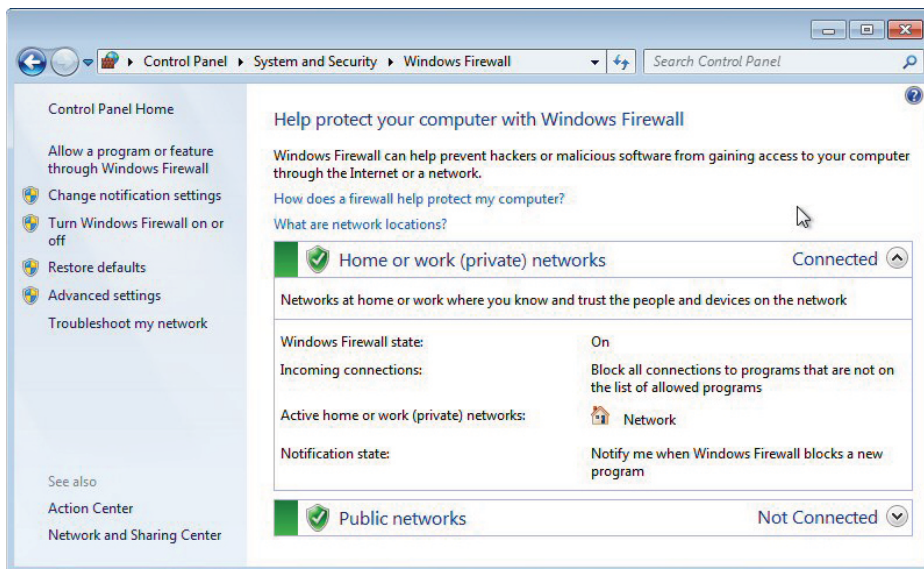 Control Panel ▸ System and Security ▸ Windows Firewall
Search Control Panel
Control Panel Home
Allow a program or feature
through Windows Firewall
Change notification settings
Turn Windows Firewall on or
off
Restore defaults
Advanced settings
Troubleshoot my network
See also
Action Center
Network and Sharing Center
Help protect your computer with Windows Firewall
Windows Firewall can help prevent hackers or malicious software from gaining access to your computer
through the Internet or a network.
How does a firewall help protect my computer?
What are network locations?
Home or work (private) networks Connected
Networks at home or work where you know and trust the people and devices on the network
Windows Firewall state: On
Incoming connections: Block all connections to programs that are not on
the list of allowed programs
Active home or work (private) networks: Network
Notification state: Notify me when Windows Firewall blocks a new
program
Public networks Not Connected